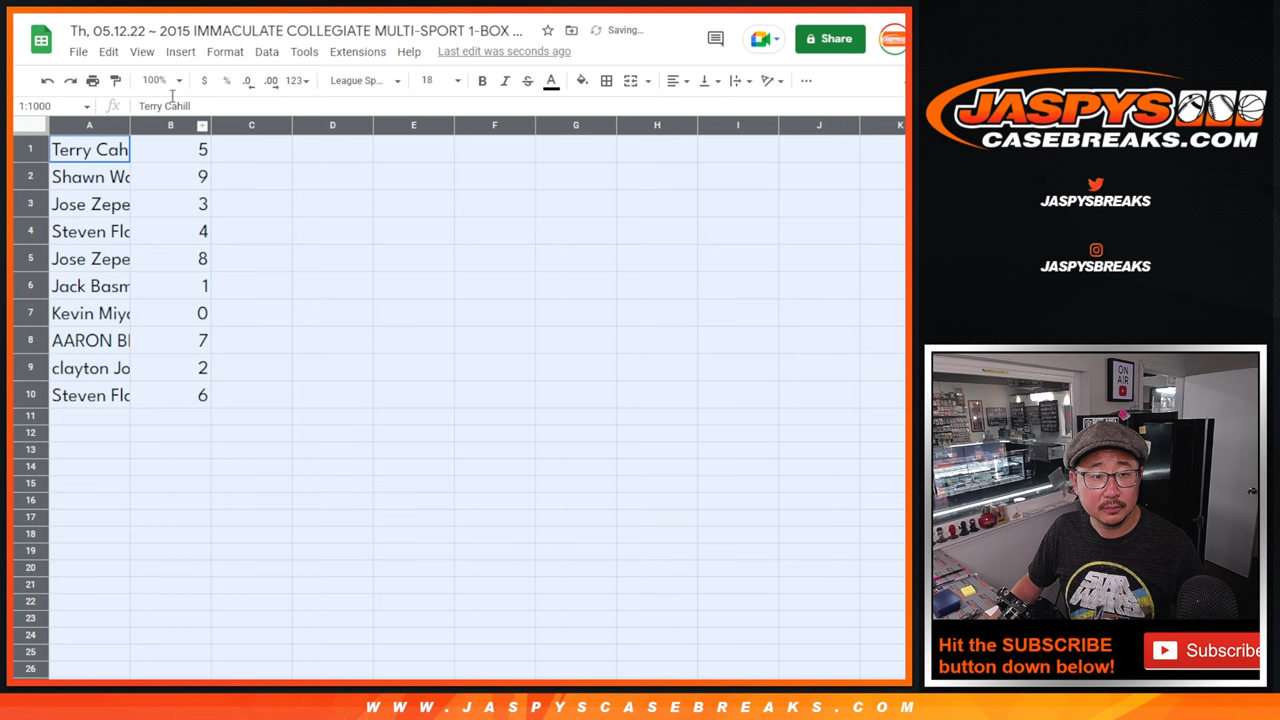 Th, 05.12.22 ~ 2015 IMMACULATE COLLEGIATE MULTI-SPORT 1-BOX ...
Saving...
Share
File Edit View Insert Format Data Tools Extensions Help Last edit was seconds ago
100% $ % .0 .00 123 League Sp... 18 B I S A
1:1000 fx Terry Cahill
A B C D E F G H I J K
1 Terry Cah 5
2 Shawn Wa 9
3 Jose Zepe 3
4 Steven Flo 4
5 Jose Zepe 8
6 Jack Basm 1
7 Kevin Miya 0
8 AARON BI 7
9 clayton Jo 2
10 Steven Flo 6
11
12
13
14
15
16
17
18
19
20
21
22
23
24
25
26
JASPYS
CASEBREAKS.COM
JASPYSBREAKS
JASPYSBREAKS
ON
AIR
STAR
WARS
Hit the SUBSCRIBE
button down below!
Subscribe
WWW.JASPYSCASEBREAKS.COM